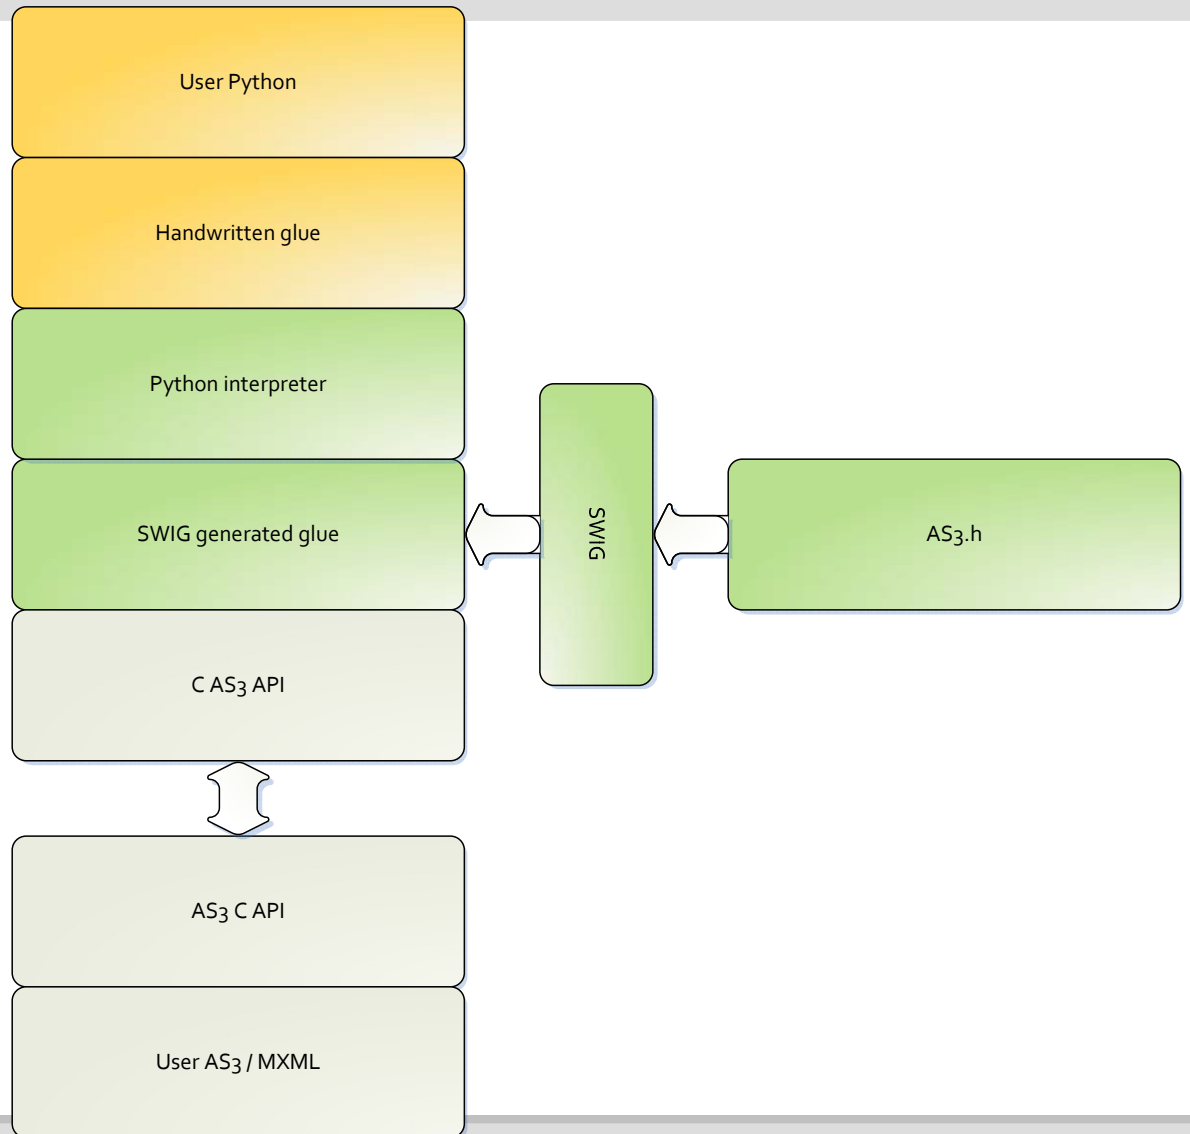 User Python
Handwritten glue
Python interpreter
SWIG generated glue
SWIG
AS3.h
C AS3 API
AS3 C API
User AS3 / MXML